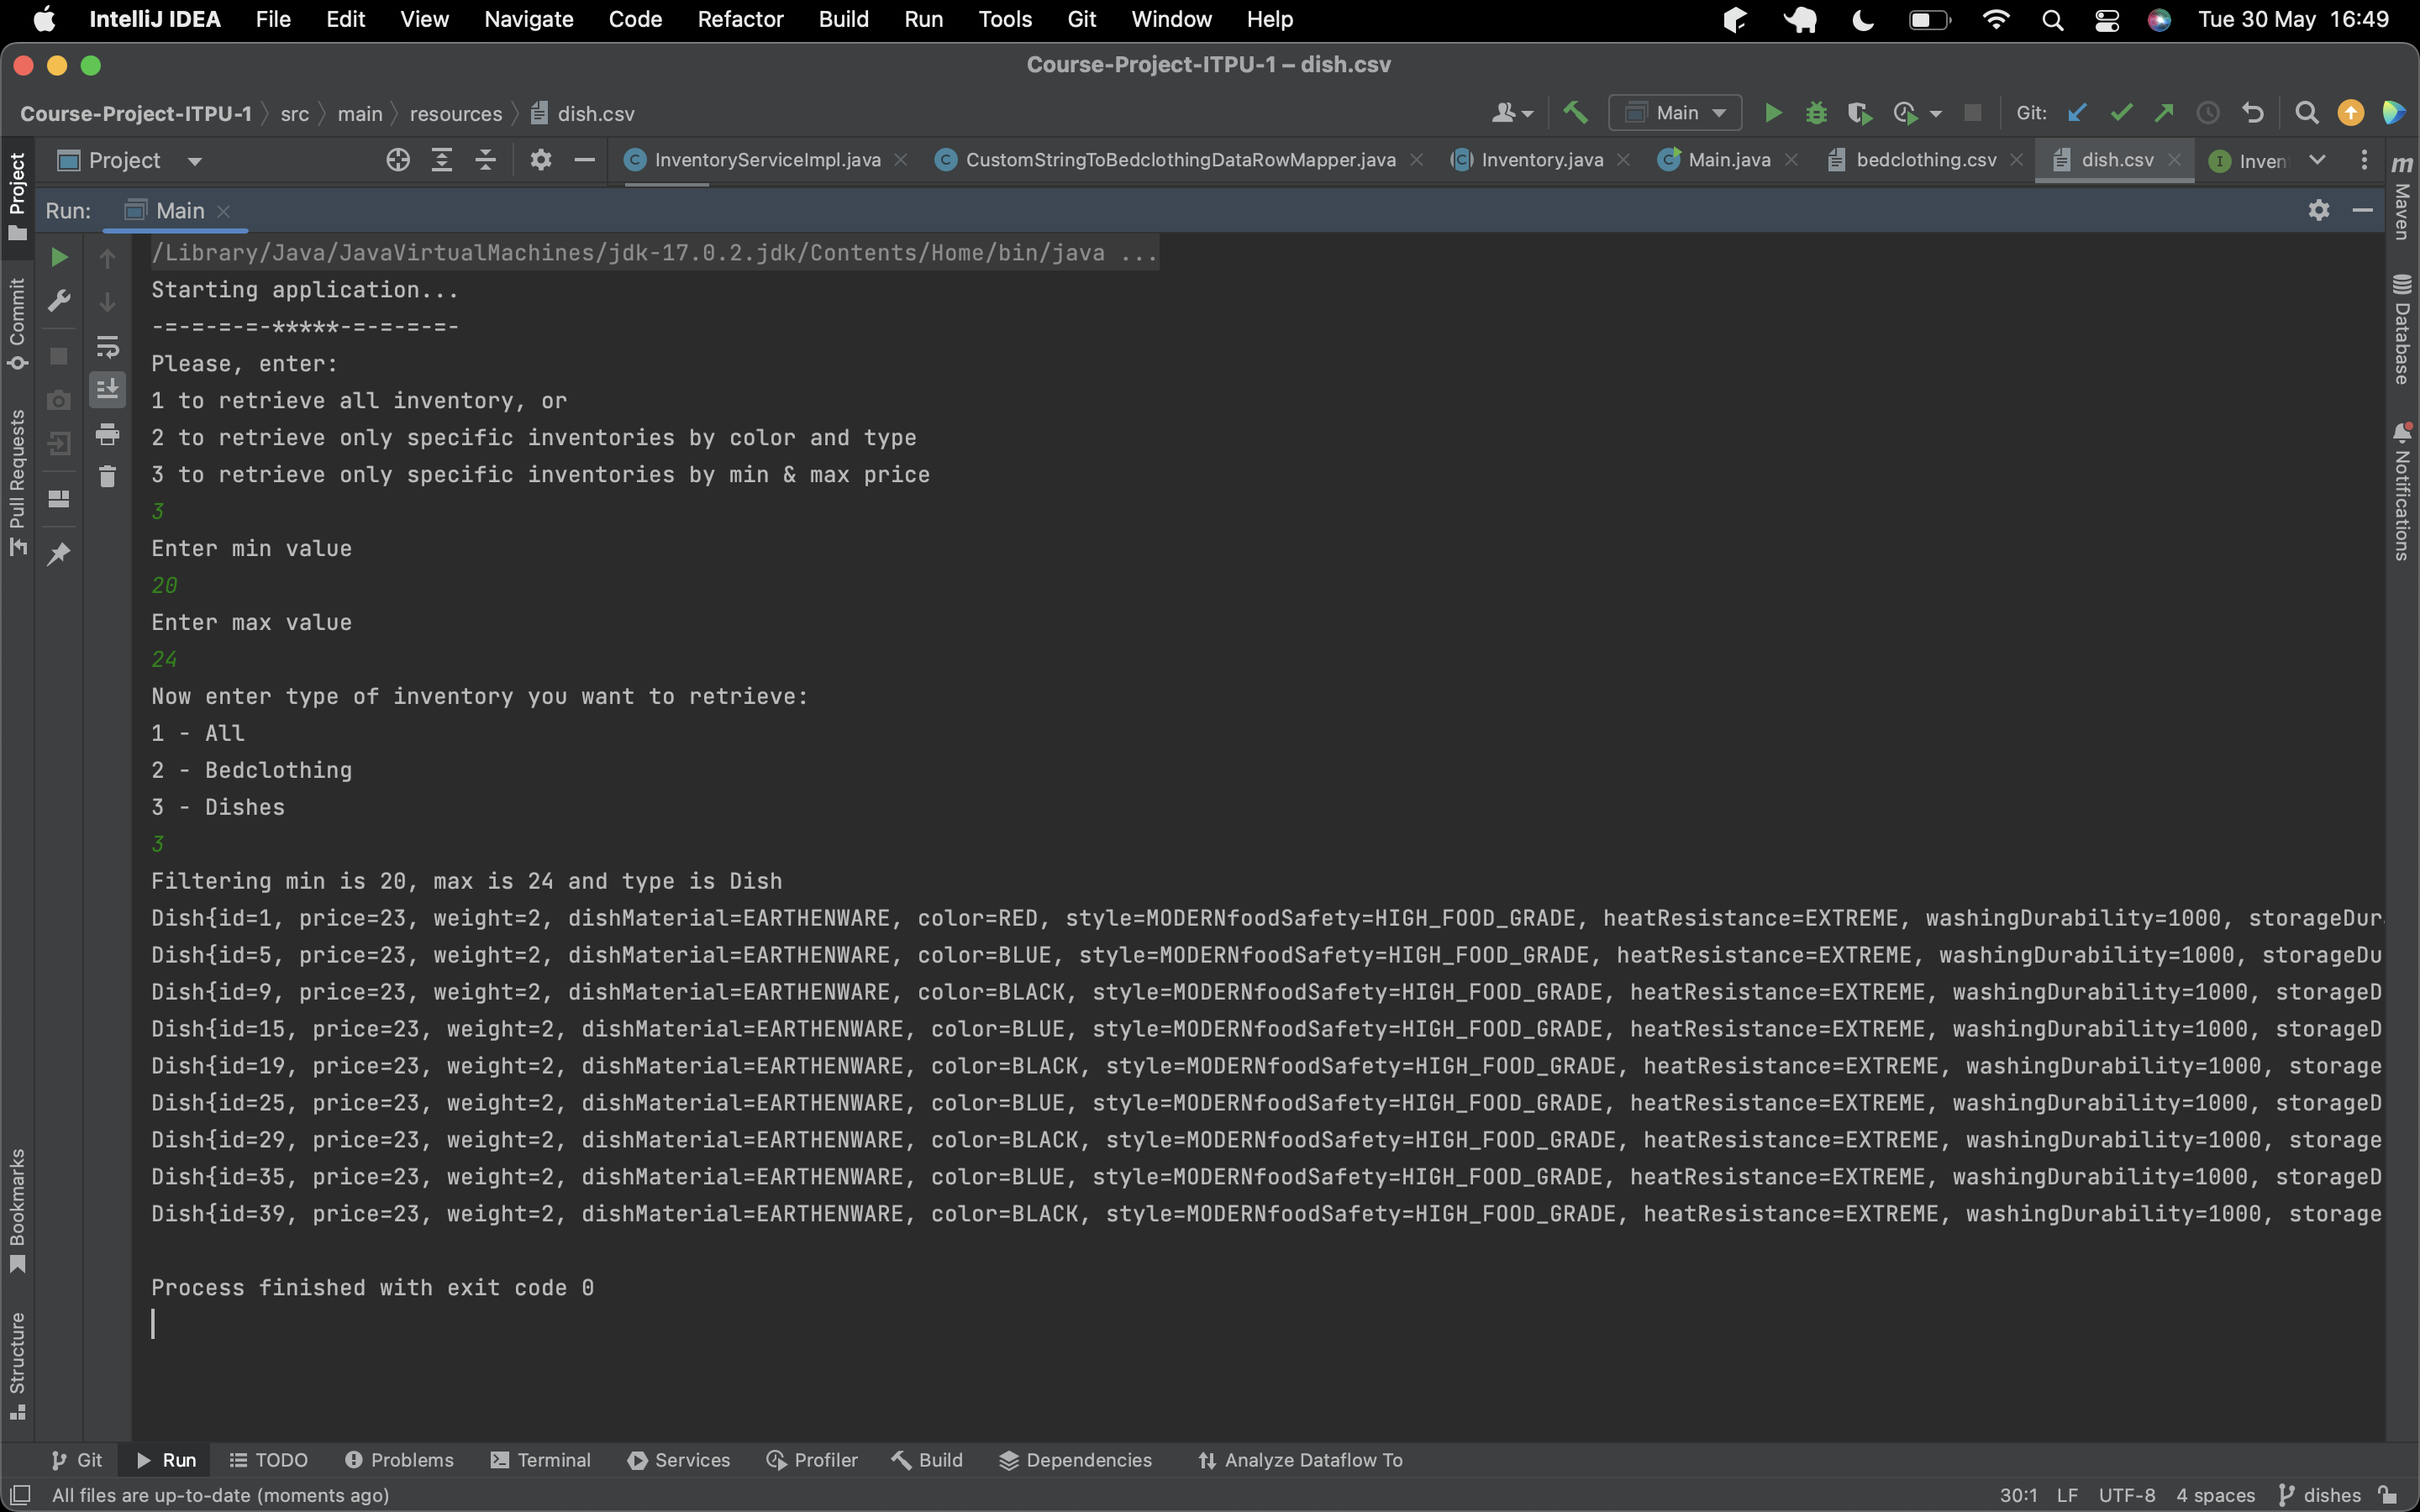 IntelliJ IDEA File Edit View Navigate Code Refactor Build Run Tools Git Window Help Tue 30 May 16:49
Course-Project-ITPU-1 – dish.csv
Course-Project-ITPU-1 src main resources dish.csv Main Git:
Project InventoryServiceImpl.java CustomStringToBedclothingDataRowMapper.java Inventory.java Main.java bedclothing.csv dish.csv Inven
Run: Main
/Library/Java/JavaVirtualMachines/jdk-17.0.2.jdk/Contents/Home/bin/java ...
Starting application...
-=-=-=-=-*****-=-=-=-=-
Please, enter:
1 to retrieve all inventory, or
2 to retrieve only specific inventories by color and type
3 to retrieve only specific inventories by min & max price
3
Enter min value
20
Enter max value
24
Now enter type of inventory you want to retrieve:
1 - All
2 - Bedclothing
3 - Dishes
3
Filtering min is 20, max is 24 and type is Dish
Dish{id=1, price=23, weight=2, dishMaterial=EARTHENWARE, color=RED, style=MODERNfoodSafety=HIGH_FOOD_GRADE, heatResistance=EXTREME, washingDurability=1000, storageDur
Dish{id=5, price=23, weight=2, dishMaterial=EARTHENWARE, color=BLUE, style=MODERNfoodSafety=HIGH_FOOD_GRADE, heatResistance=EXTREME, washingDurability=1000, storageDu
Dish{id=9, price=23, weight=2, dishMaterial=EARTHENWARE, color=BLACK, style=MODERNfoodSafety=HIGH_FOOD_GRADE, heatResistance=EXTREME, washingDurability=1000, storageD
Dish{id=15, price=23, weight=2, dishMaterial=EARTHENWARE, color=BLUE, style=MODERNfoodSafety=HIGH_FOOD_GRADE, heatResistance=EXTREME, washingDurability=1000, storageD
Dish{id=19, price=23, weight=2, dishMaterial=EARTHENWARE, color=BLACK, style=MODERNfoodSafety=HIGH_FOOD_GRADE, heatResistance=EXTREME, washingDurability=1000, storage
Dish{id=25, price=23, weight=2, dishMaterial=EARTHENWARE, color=BLUE, style=MODERNfoodSafety=HIGH_FOOD_GRADE, heatResistance=EXTREME, washingDurability=1000, storageD
Dish{id=29, price=23, weight=2, dishMaterial=EARTHENWARE, color=BLACK, style=MODERNfoodSafety=HIGH_FOOD_GRADE, heatResistance=EXTREME, washingDurability=1000, storage
Dish{id=35, price=23, weight=2, dishMaterial=EARTHENWARE, color=BLUE, style=MODERNfoodSafety=HIGH_FOOD_GRADE, heatResistance=EXTREME, washingDurability=1000, storageD
Dish{id=39, price=23, weight=2, dishMaterial=EARTHENWARE, color=BLACK, style=MODERNfoodSafety=HIGH_FOOD_GRADE, heatResistance=EXTREME, washingDurability=1000, storage
Process finished with exit code 0
Project
Commit
Pull Requests
Bookmarks
Structure
Maven
Database
Notifications
Git Run TODO Problems Terminal Services Profiler Build Dependencies Analyze Dataflow To
All files are up-to-date (moments ago) 30:1 LF UTF-8 4 spaces dishes